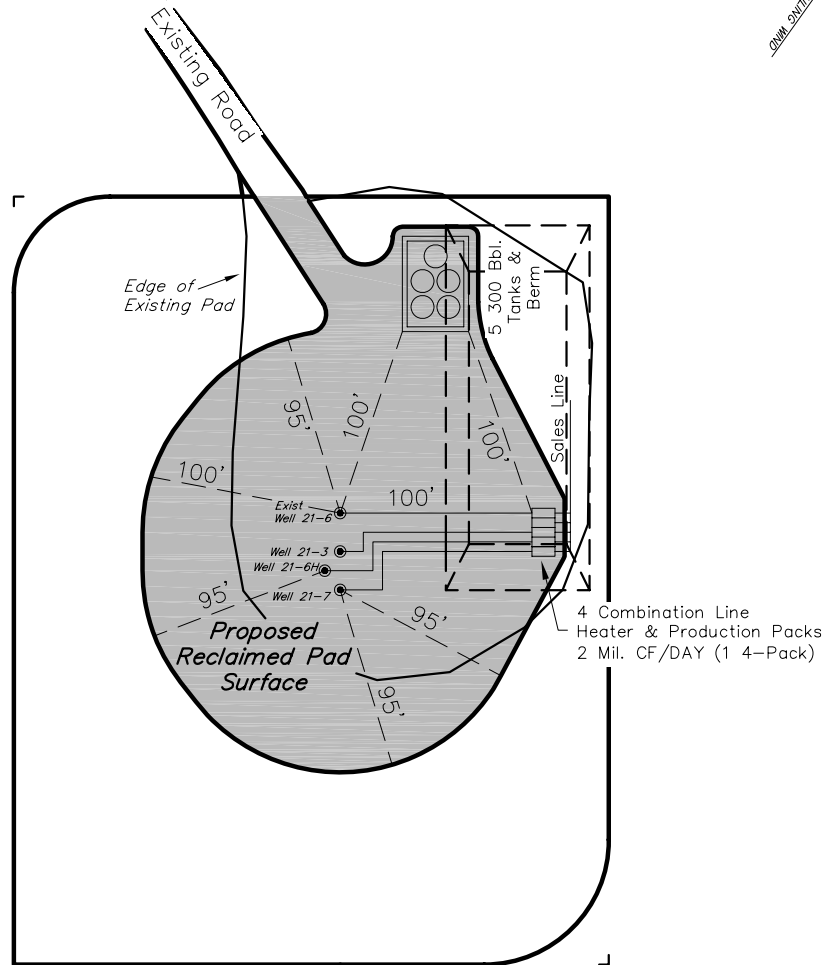 Existing Road
Edge of
Existing Pad
5 300 Bbl.
Tanks &
Berm
Sales Line
95'
100'
100'
100'
100'
Exist
Well 21-6
Well 21-3
Well 21-6H
Well 21-7
95'
95'
95'
Proposed
Reclaimed Pad
Surface
4 Combination Line
Heater & Production Packs
2 Mil. CF/DAY (1 4-Pack)
WIND